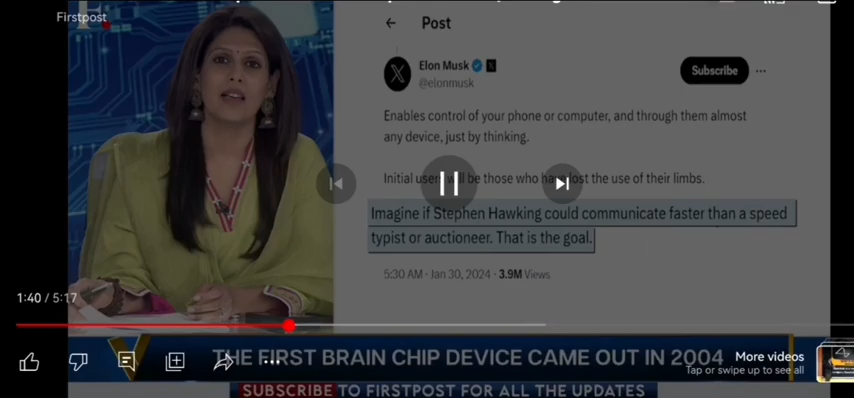 Firstpost
Post
Elon Musk
@elonmusk
Subscribe
Enables control of your phone or computer, and through them almost
any device, just by thinking.
Initial users will be those who have lost the use of their limbs.
Imagine if Stephen Hawking could communicate faster than a speed
typist or auctioneer. That is the goal.
5:30 AM · Jan 30, 2024 · 3.9M Views
1:40 / 5:17
THE FIRST BRAIN CHIP DEVICE CAME OUT IN 2004
More videos
Tap or swipe up to see all
SUBSCRIBE TO FIRSTPOST FOR ALL THE UPDATES